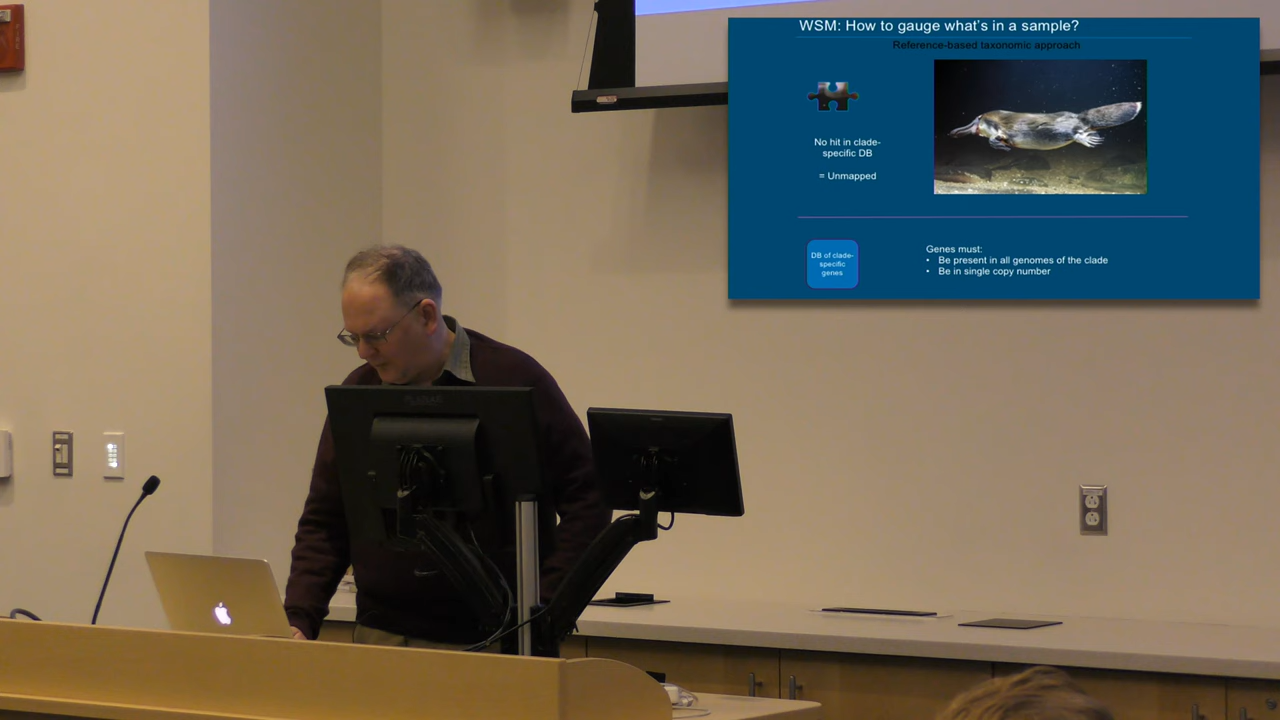 WSM: How to gauge what's in a sample?
Reference-based taxonomic approach
No hit in clade-
specific DB
= Unmapped
DB of clade-
specific
genes
Genes must:
• Be present in all genomes of the clade
• Be in single copy number